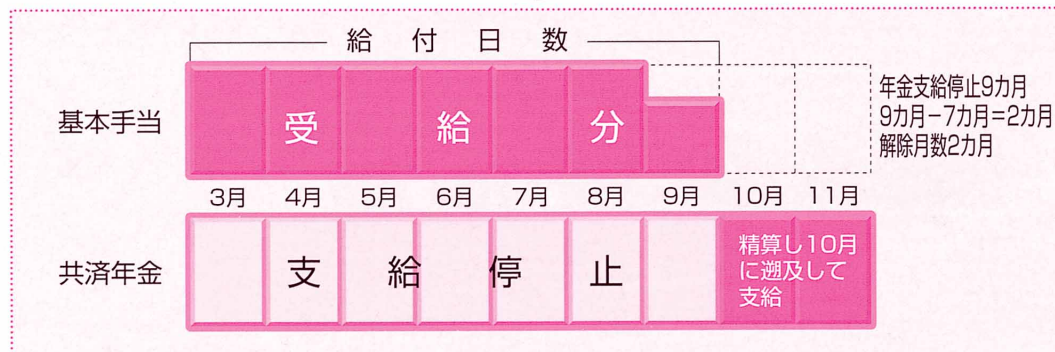 給付日数
基本手当
受給分
年金支給停止9カ月
9カ月－7カ月＝2カ月
解除月数2カ月
3月 4月 5月 6月 7月 8月 9月 10月 11月
共済年金
支給停止
精算し10月
に遡及して
支給